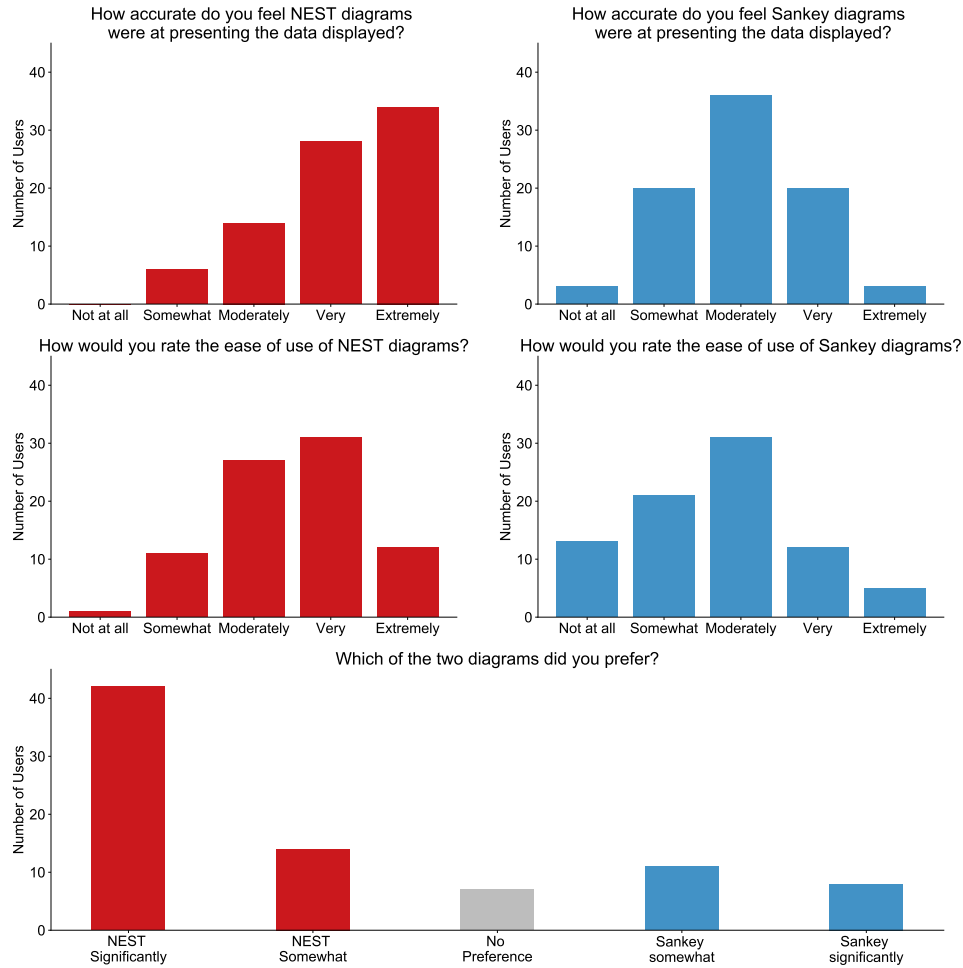 How accurate do you feel NEST diagrams
were at presenting the data displayed?
Number of Users
40
30
20
10
0
Not at all Somewhat Moderately Very Extremely
How accurate do you feel Sankey diagrams
were at presenting the data displayed?
Number of Users
40
30
20
10
0
Not at all Somewhat Moderately Very Extremely
How would you rate the ease of use of NEST diagrams?
Number of Users
40
30
20
10
0
Not at all Somewhat Moderately Very Extremely
How would you rate the ease of use of Sankey diagrams?
Number of Users
40
30
20
10
0
Not at all Somewhat Moderately Very Extremely
Which of the two diagrams did you prefer?
Number of Users
40
30
20
10
0
NEST
Significantly
NEST
Somewhat
No
Preference
Sankey
somewhat
Sankey
significantly